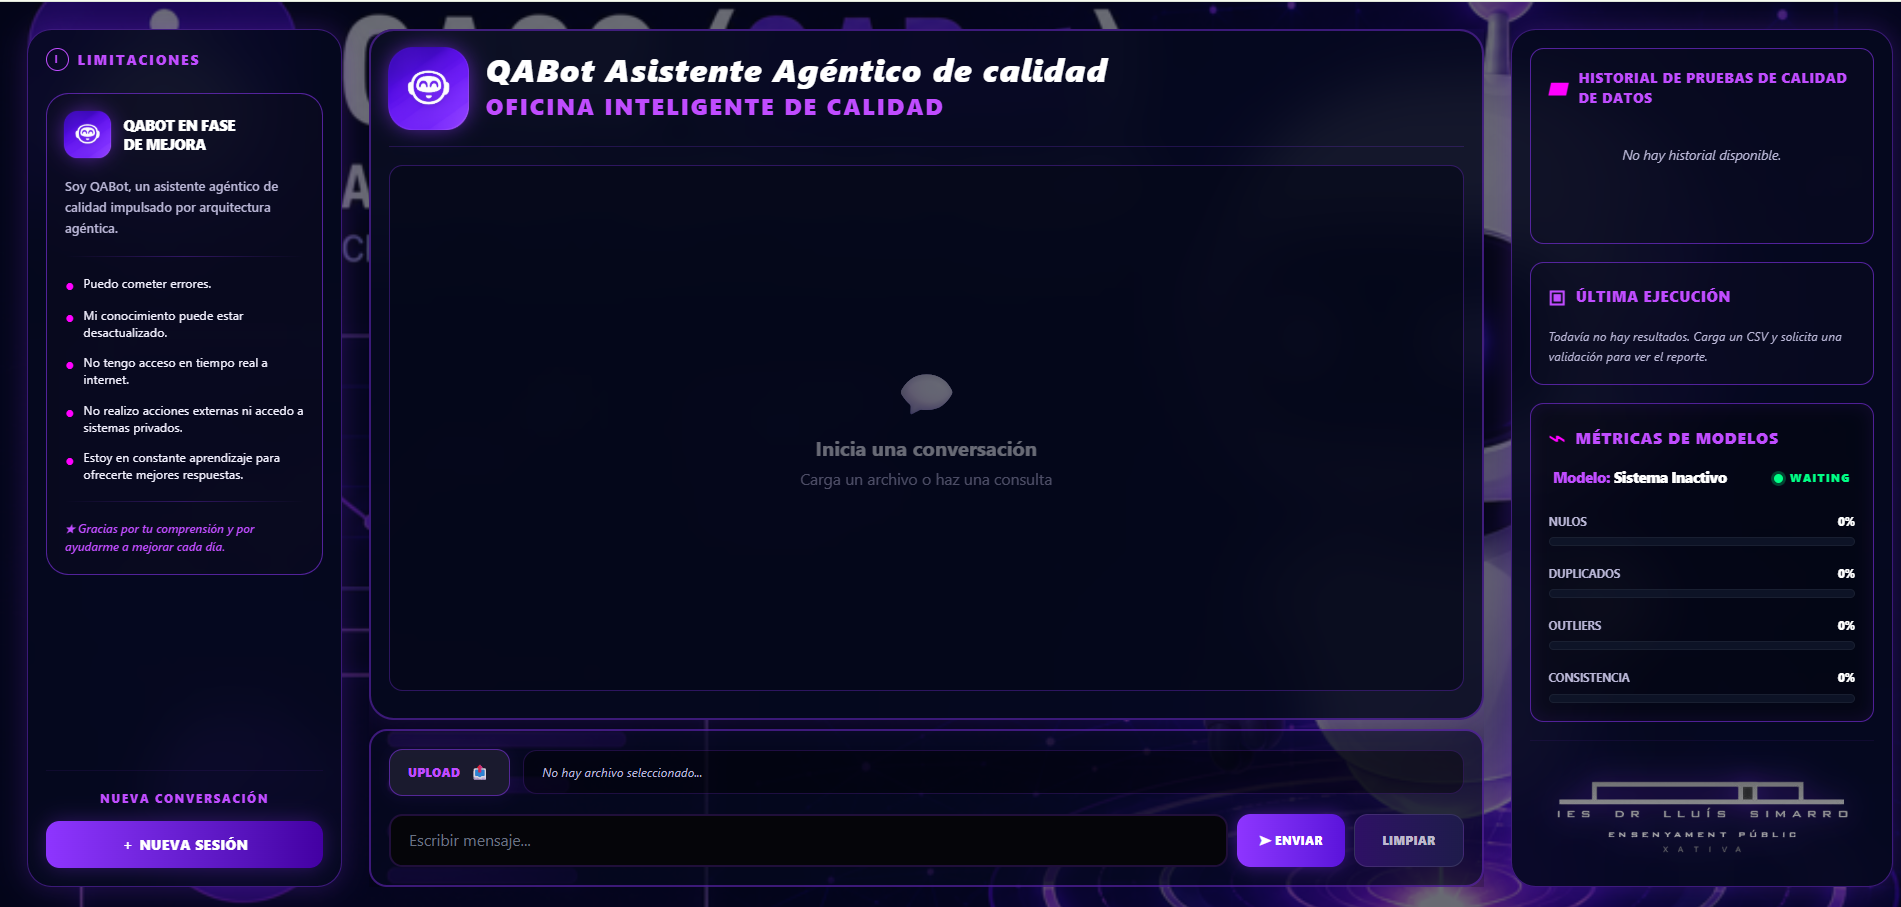 LIMITACIONES
QABOT EN FASE
DE MEJORA
Soy QABot, un asistente agéntico de
calidad impulsado por arquitectura
agéntica.
Puedo cometer errores.
Mi conocimiento puede estar
desactualizado.
No tengo acceso en tiempo real a
internet.
No realizo acciones externas ni accedo a
sistemas privados.
Estoy en constante aprendizaje para
ofrecerte mejores respuestas.
★ Gracias por tu comprensión y por
ayudarme a mejorar cada día.
NUEVA CONVERSACIÓN
+ NUEVA SESIÓN
QABot Asistente Agéntico de calidad
OFICINA INTELIGENTE DE CALIDAD
Inicia una conversación
Carga un archivo o haz una consulta
UPLOAD
No hay archivo seleccionado...
Escribir mensaje...
➤ ENVIAR
LIMPIAR
HISTORIAL DE PRUEBAS DE CALIDAD
DE DATOS
No hay historial disponible.
ÚLTIMA EJECUCIÓN
Todavía no hay resultados. Carga un CSV y solicita una
validación para ver el reporte.
MÉTRICAS DE MODELOS
Modelo: Sistema Inactivo
WAITING
NULOS 0%
DUPLICADOS 0%
OUTLIERS 0%
CONSISTENCIA 0%
IES DR LLUÍS SIMARRO
ENSENYAMENT PÚBLIC
XATIVA